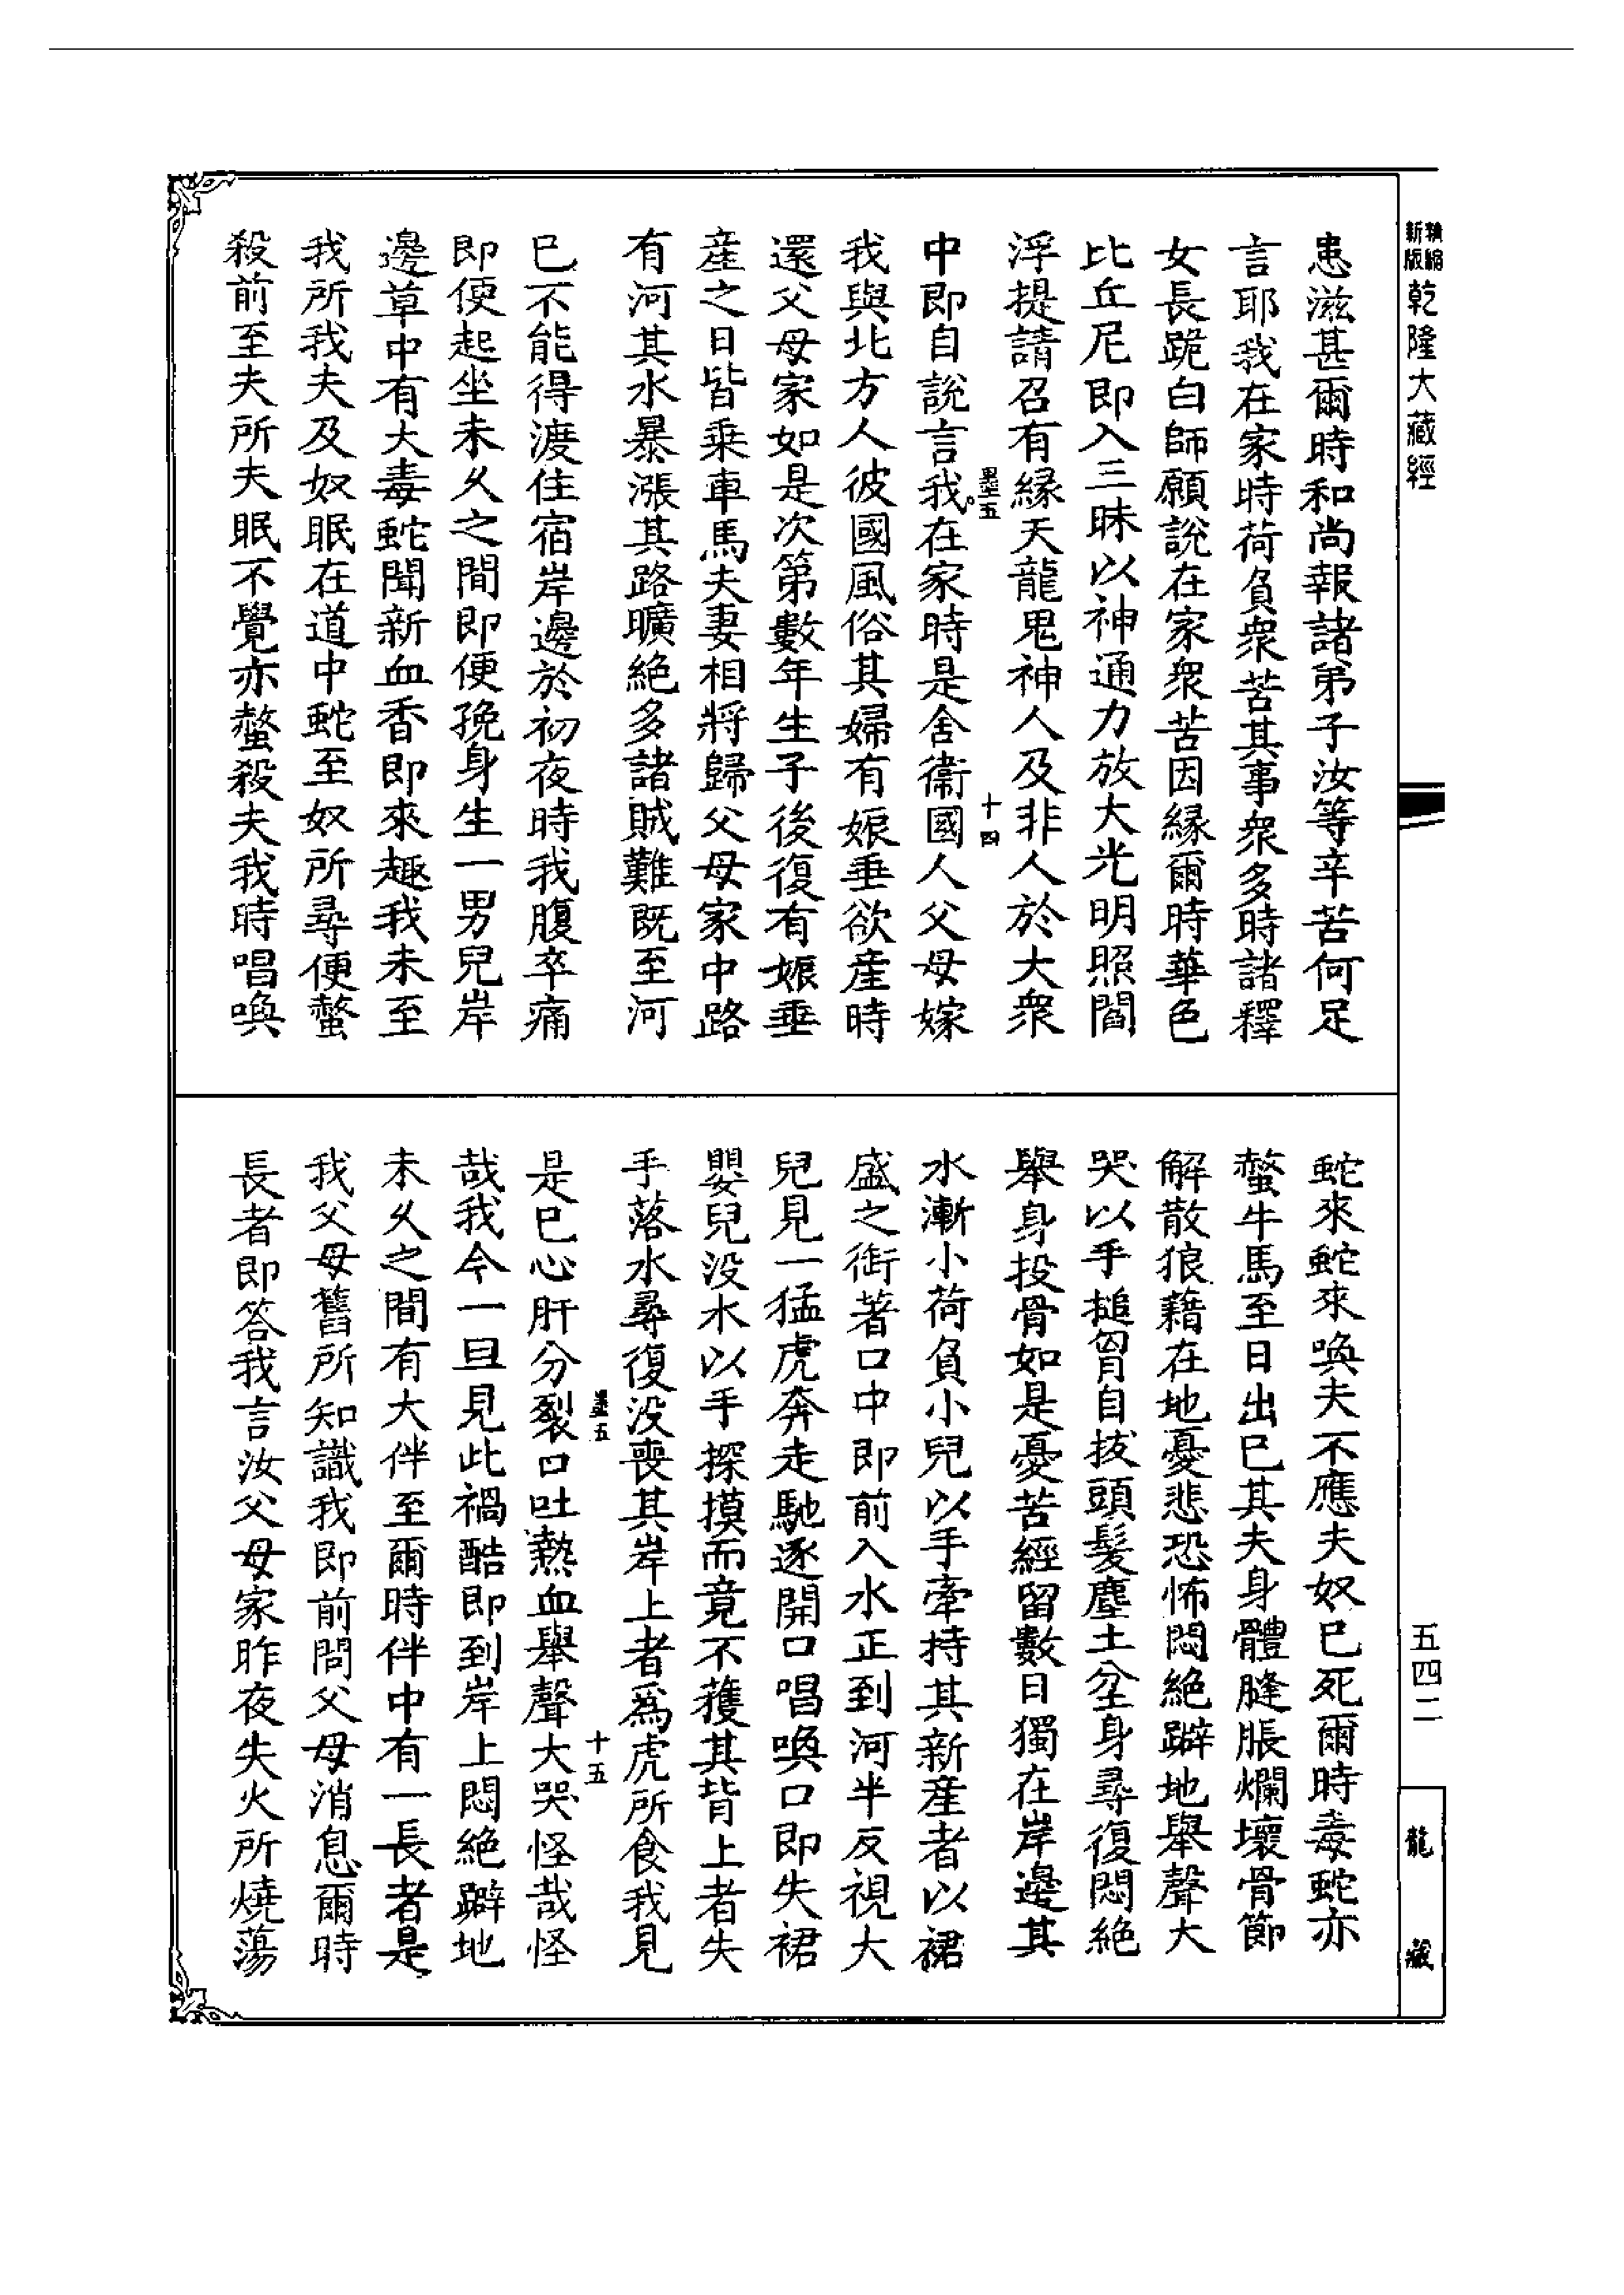 新版
精縮
乾隆大藏經
患滋甚爾時和尚報諸弟子汝等辛苦何足
言耶我在家時荷負衆苦其事衆多時諸釋
女長跪白師願說在家衆苦因緣爾時華色
比丘尼即入三昧以神通力放大光明照閻
浮提請召有緣天龍鬼神人及非人於大衆
墨五
十四
中即自說言我在家時是舍衛國人父母嫁
我與北方人彼國風俗其婦有娠垂欲產時
還父母家如是次第數年生子後復有娠垂
產之日皆乘車馬夫妻相將歸父母家中路
有河其水暴漲其路曠絕多諸賊難既至河
已不能得渡住宿岸邊於初夜時我腹卒痛
即便起坐未久之間即便娩身生一男兒岸
邊草中有大毒蛇聞新血香即來趣我未至
我所我夫及奴眠在道中蛇至奴所尋便螫
殺前至夫所夫眠不覺亦螫殺夫我時唱喚
蛇來蛇來喚夫不應夫奴已死爾時毒蛇亦
螫牛馬至日出已其夫身體膖脹爛壞骨節
解散狼藉在地憂悲恐怖悶絕躃地舉聲大
哭以手搥胷自拔頭髮塵土坌身尋復悶絕
舉身投骨如是憂苦經留數日獨在岸邊其
水漸小荷負小兒以手牽持其新產者以裙
盛之銜著口中即前入水正到河半反視大
兒見一猛虎奔走馳逐開口唱喚口即失裙
嬰兒沒水以手探摸而竟不獲其背上者失
手落水尋復沒喪其岸上者爲虎所食我見
墨五
十五
是已心肝分裂口吐熱血舉聲大哭怪哉怪
哉我今一旦見此禍酷即到岸上悶絕躃地
未久之間有大伴至爾時伴中有一長者是
我父母舊所知識我即前問父母消息爾時
長者即答我言汝父母家昨夜失火所燒蕩
五四二
龍藏